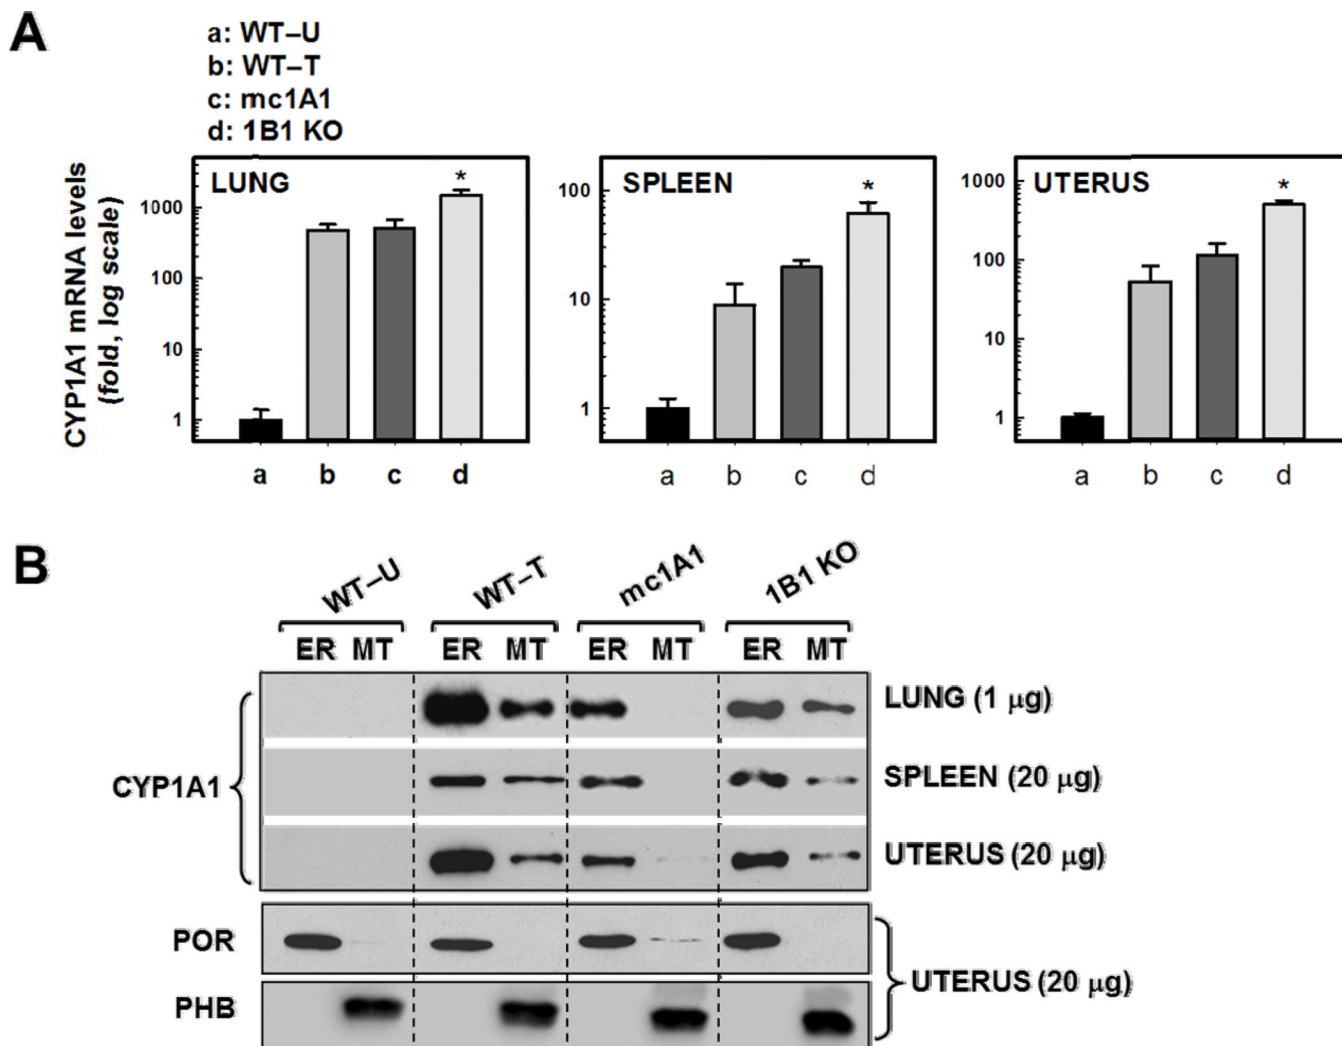 A
a: WT–U
b: WT–T
c: mc1A1
d: 1B1 KO
CYP1A1 mRNA levels
(fold, log scale)
LUNG
*
1000
100
10
1
a b c d
SPLEEN
*
100
10
1
a b c d
UTERUS
*
1000
100
10
1
a b c d
B
WT–U WT–T mc1A1 1B1 KO
ER MT ER MT ER MT ER MT
CYP1A1
LUNG (1 µg)
SPLEEN (20 µg)
UTERUS (20 µg)
POR
PHB
UTERUS (20 µg)